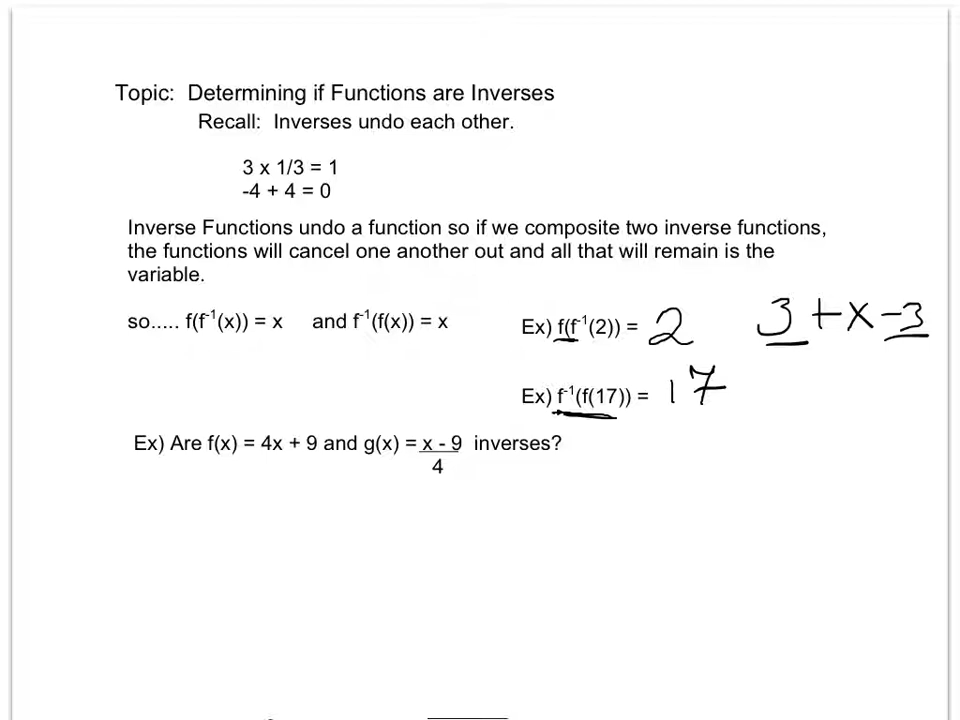 Topic: Determining if Functions are Inverses
Recall: Inverses undo each other.
3 x 1/3 = 1
-4 + 4 = 0
Inverse Functions undo a function so if we composite two inverse functions,
the functions will cancel one another out and all that will remain is the
variable.
so..... f(f⁻¹(x)) = x and f⁻¹(f(x)) = x
Ex) f(f⁻¹(2)) = 2
3 + x - 3
Ex) f⁻¹(f(17)) = 17
Ex) Are f(x) = 4x + 9 and g(x) = x - 9 inverses?
4